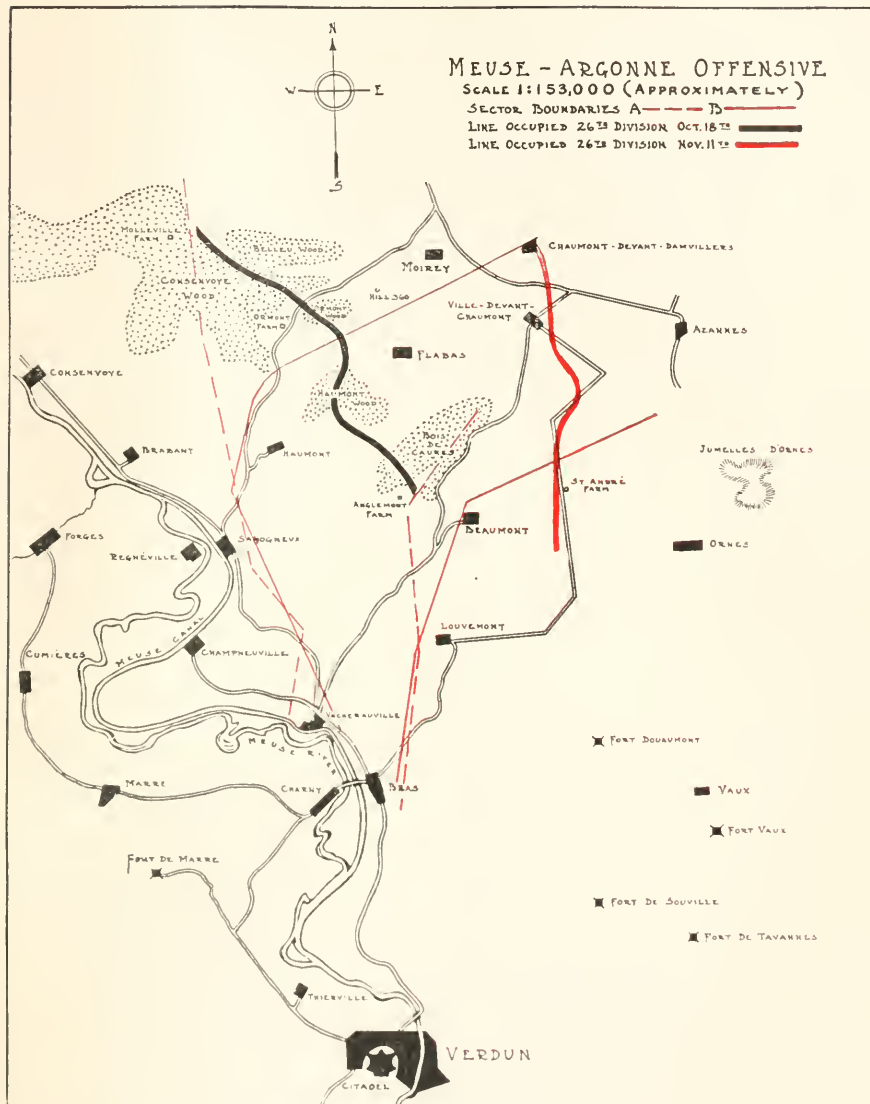 N
W
E
S
MEUSE - ARGONNE OFFENSIVE
SCALE 1:153,000 (APPROXIMATELY)
SECTOR BOUNDARIES A B
LINE OCCUPIED 26TH DIVISION OCT. 18TH
LINE OCCUPIED 26TH DIVISION NOV. 11TH
MOLLEVILLE
FARM
BELLEU WOOD
MOIREY
CHAUMONT-DEVANT-DAMVILLERS
CONSENVOYE
WOOD
HILL 360
ORMONT
FARM
WOOD
VILLE-DEVANT-
CHAUMONT
AZANNES
FLABAS
CONSENVOYE
HAUMONT
WOOD
BOIS
DE
CAURES
BRABANT
HAUMONT
JUMELLES D'ORNES
ANGLEMONT
FARM
ST ANDRÉ
FARM
BEAUMONT
FORGES
REGNÉVILLE
SAMOGNEUX
ORNES
MEUSE CANAL
CHAMPNEUVILLE
LOUVEMONT
CUMIÈRES
VACHERAUVILLE
MEUSE RIVER
FORT DOUAUMONT
MARRE
CHARNY
BRAS
VAUX
FORT VAUX
FORT DE MARRE
FORT DE SOUVILLE
FORT DE TAVANNES
THIERVILLE
VERDUN
CITADEL